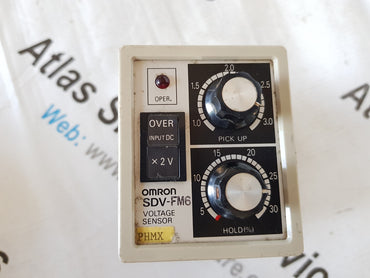 Atlas S
Web:
OPER.
OVER
INPUT DC
× 2 V
OMRON
SDV-FM6
VOLTAGE
SENSOR
PHMX
1.0
1.5
2.0
2.5
3.0
PICK UP
5
10
15
20
25
30
HOLD(%)